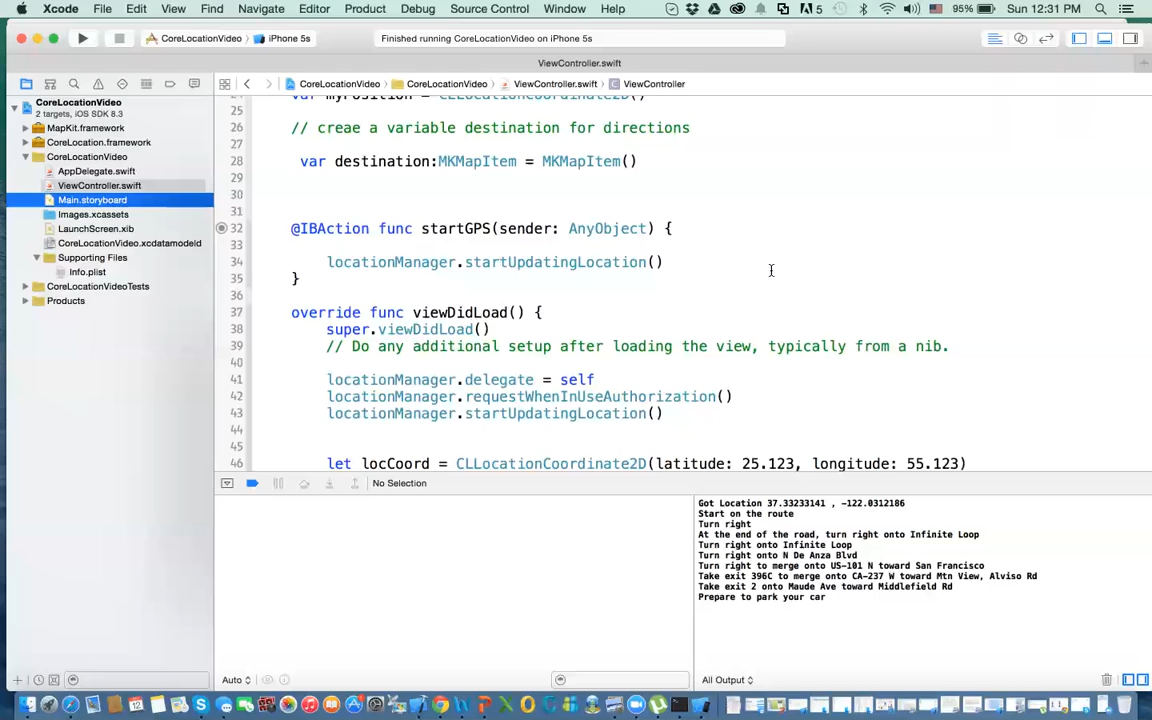 Xcode File Edit View Find Navigate Editor Product Debug Source Control Window Help 5 95% Sun 12:31 PM
CoreLocationVideo iPhone 5s Finished running CoreLocationVideo on iPhone 5s
ViewController.swift
CoreLocationVideo CoreLocationVideo ViewController.swift C ViewController
CoreLocationVideo
2 targets, iOS SDK 8.3
MapKit.framework
CoreLocation.framework
CoreLocationVideo
AppDelegate.swift
ViewController.swift
Main.storyboard
Images.xcassets
LaunchScreen.xib
CoreLocationVideo.xcdatamodeld
Supporting Files
Info.plist
CoreLocationVideoTests
Products
24 var myPosition = CLLocationCoordinate2D()
25
26 // creae a variable destination for directions
27
28 var destination:MKMapItem = MKMapItem()
29
30
31
32 @IBAction func startGPS(sender: AnyObject) {
33
34 locationManager.startUpdatingLocation()
35 }
36
37 override func viewDidLoad() {
38 super.viewDidLoad()
39 // Do any additional setup after loading the view, typically from a nib.
40
41 locationManager.delegate = self
42 locationManager.requestWhenInUseAuthorization()
43 locationManager.startUpdatingLocation()
44
45
46 let locCoord = CLLocationCoordinate2D(latitude: 25.123, longitude: 55.123)
No Selection
Got Location 37.33233141 , -122.0312186
Start on the route
Turn right
At the end of the road, turn right onto Infinite Loop
Turn right onto Infinite Loop
Turn right onto N De Anza Blvd
Turn right to merge onto US-101 N toward San Francisco
Take exit 396C to merge onto CA-237 W toward Mtn View, Alviso Rd
Take exit 2 onto Maude Ave toward Middlefield Rd
Prepare to park your car
Auto All Output